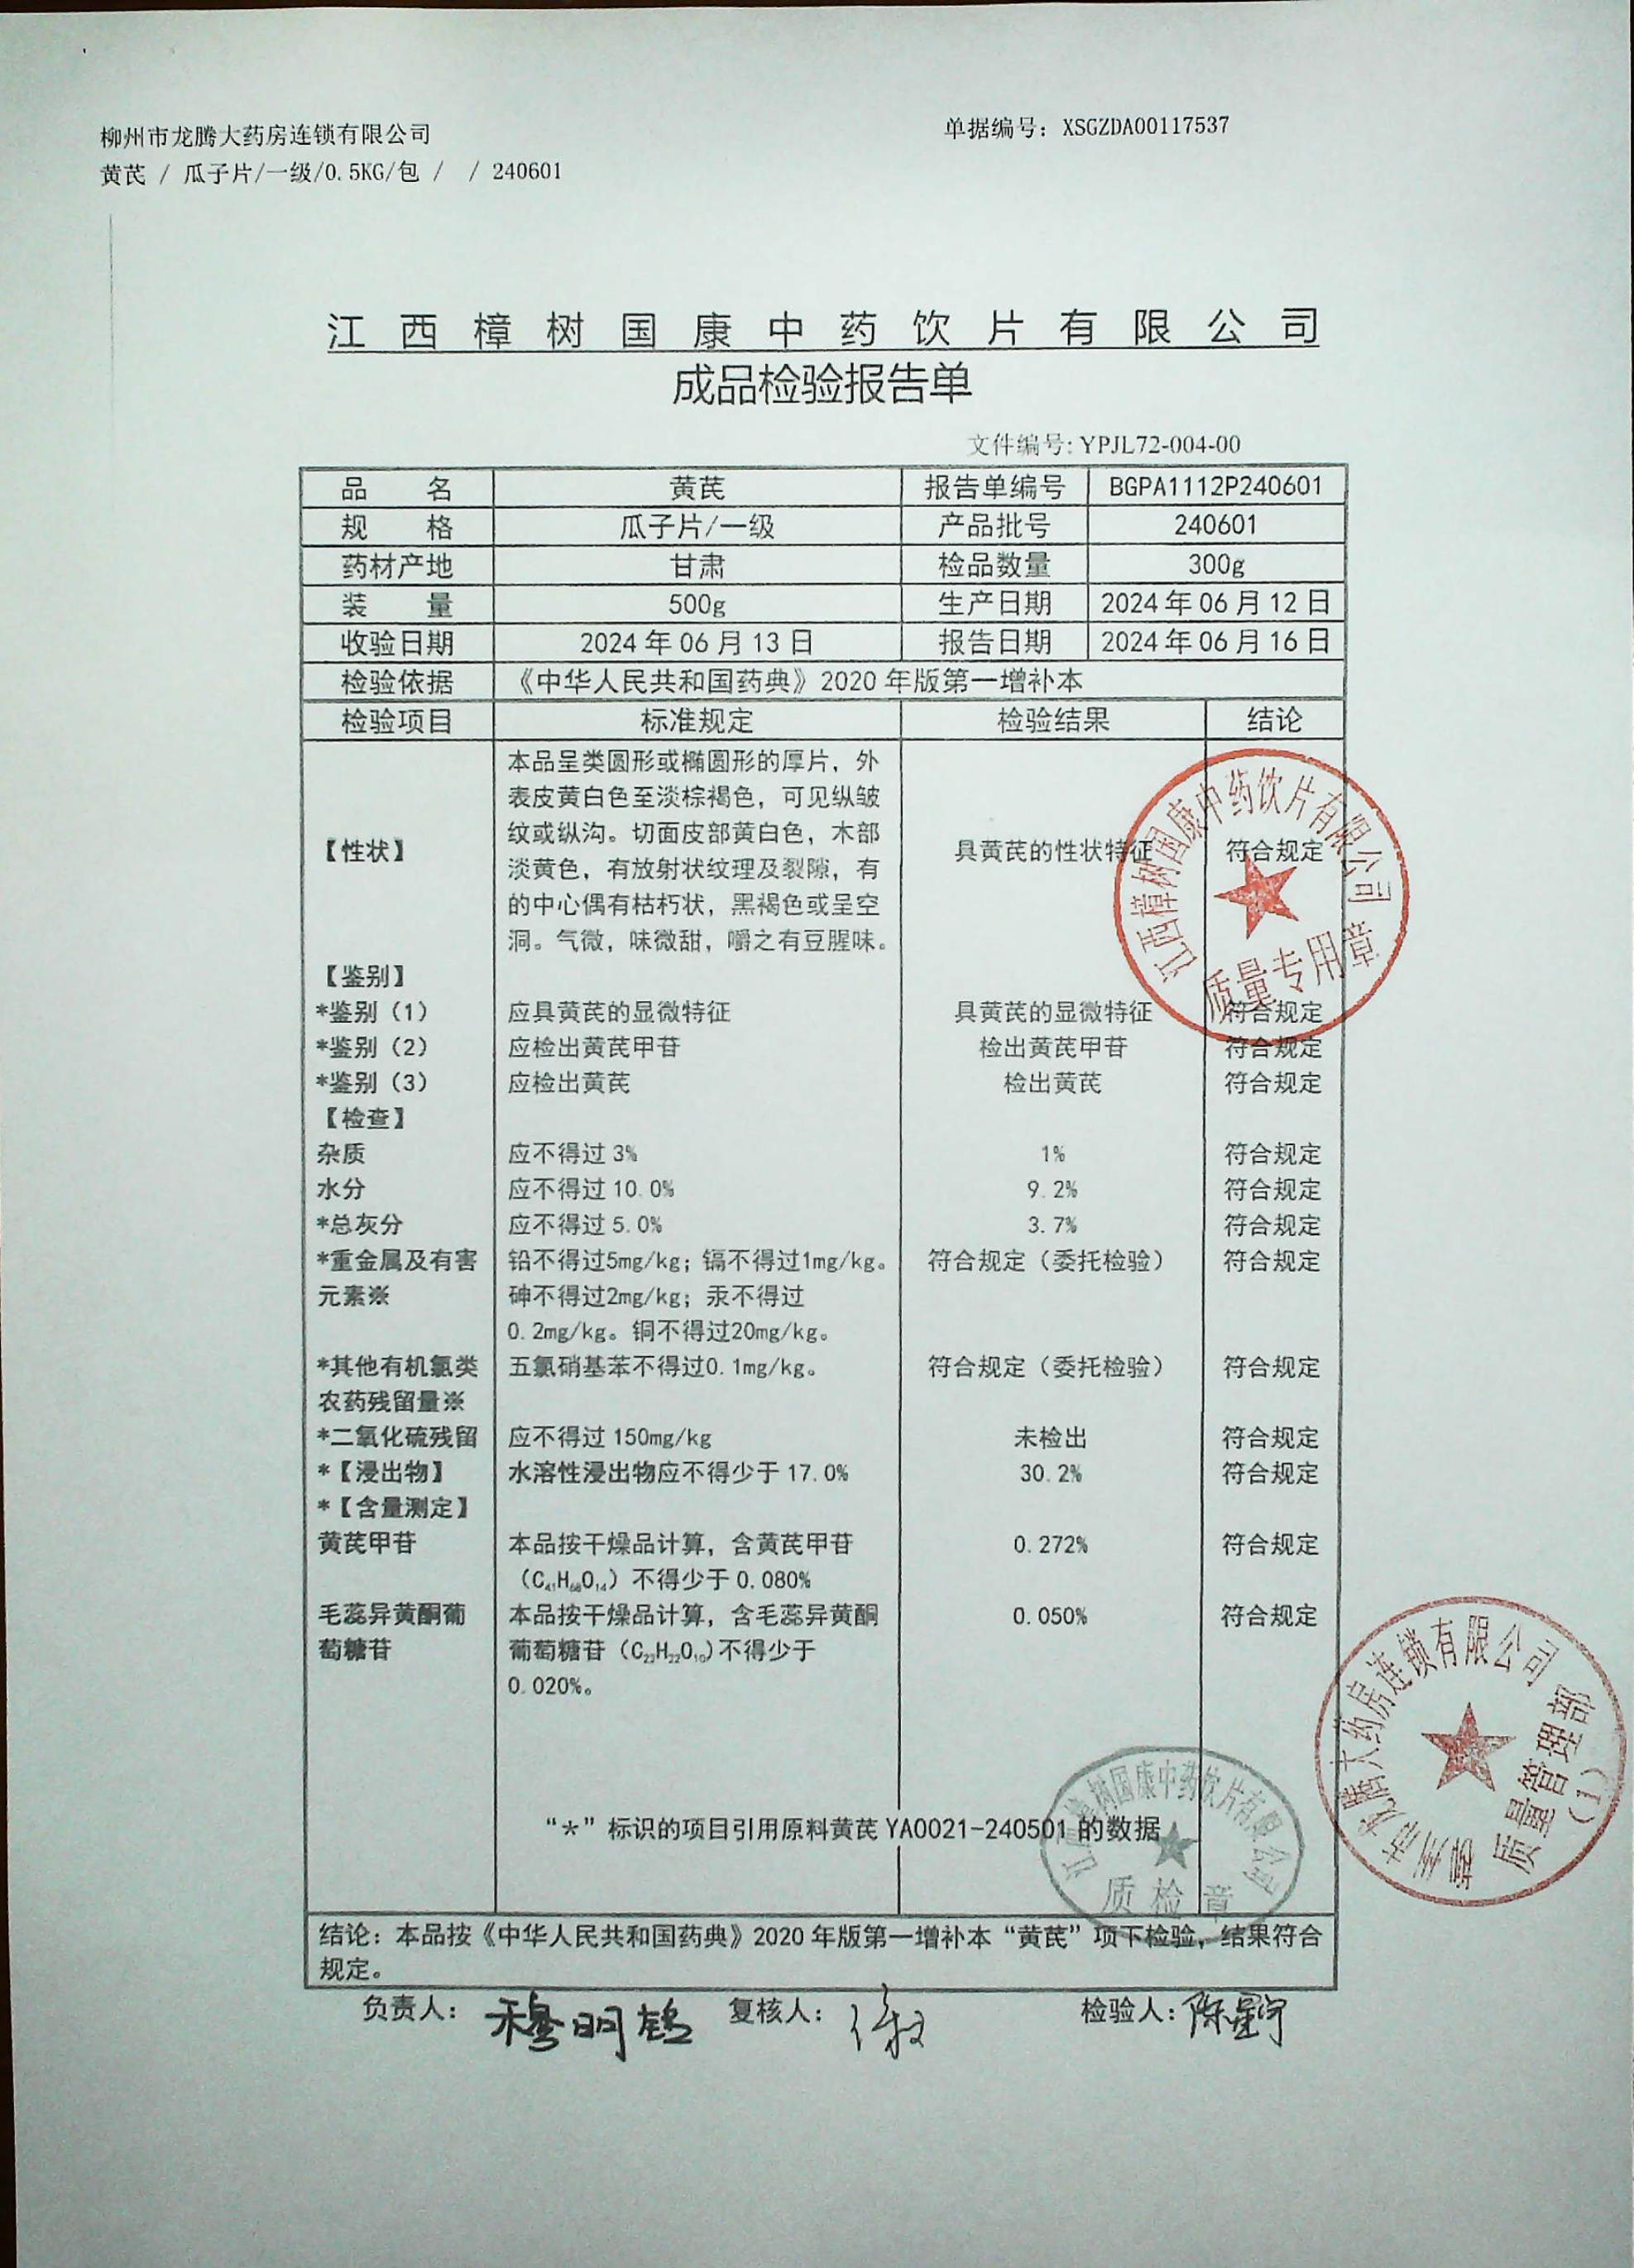 柳州市龙腾大药房连锁有限公司 单据编号：XSGZDA00117537
黄芪 / 瓜子片/一级/0.5KG/包 / / 240601
江西樟树国康中药饮片有限公司
成品检验报告单
文件编号：YPJL72-004-00
品 名 黄芪 报告单编号 BGPA1112P240601
规 格 瓜子片/一级 产品批号 240601
药材产地 甘肃 检品数量 300g
装 量 500g 生产日期 2024年06月12日
收验日期 2024年06月13日 报告日期 2024年06月16日
检验依据 《中华人民共和国药典》2020年版第一增补本
检验项目 标准规定 检验结果 结论
本品呈类圆形或椭圆形的厚片，外
表皮黄白色至淡棕褐色，可见纵皱
纹或纵沟。切面皮部黄白色，木部
【性状】 具黄芪的性状特征 符合规定
淡黄色，有放射状纹理及裂隙，有
的中心偶有枯朽状，黑褐色或呈空
洞。气微，味微甜，嚼之有豆腥味。
【鉴别】
*鉴别（1） 应具黄芪的显微特征 具黄芪的显微特征 符合规定
*鉴别（2） 应检出黄芪甲苷 检出黄芪甲苷 符合规定
*鉴别（3） 应检出黄芪 检出黄芪 符合规定
【检查】
杂质 应不得过3% 1% 符合规定
水分 应不得过10.0% 9.2% 符合规定
*总灰分 应不得过5.0% 3.7% 符合规定
*重金属及有害 铅不得过5mg/kg；镉不得过1mg/kg。 符合规定（委托检验） 符合规定
元素※ 砷不得过2mg/kg；汞不得过
0.2mg/kg。铜不得过20mg/kg。
*其他有机氯类 五氯硝基苯不得过0.1mg/kg。 符合规定（委托检验） 符合规定
农药残留量※
*二氧化硫残留 应不得过150mg/kg 未检出 符合规定
*【浸出物】 水溶性浸出物应不得少于17.0% 30.2% 符合规定
*【含量测定】
黄芪甲苷 本品按干燥品计算，含黄芪甲苷 0.272% 符合规定
（C₄₁H₆₈O₁₄）不得少于0.080%
毛蕊异黄酮葡 本品按干燥品计算，含毛蕊异黄酮 0.050% 符合规定
萄糖苷 葡萄糖苷（C₂₂H₂₂O₁₀)不得少于
0.020%。
“*”标识的项目引用原料黄芪YA0021-240501的数据
结论：本品按《中华人民共和国药典》2020年版第一增补本“黄芪”项下检验，结果符合
规定。
负责人： 复核人： 检验人：
江西樟树国康中药饮片有限公司
质量专用章
柳州市龙腾大药房连锁有限公司
质量管理部
（1）
江西樟树国康中药饮片有限公司
质检章